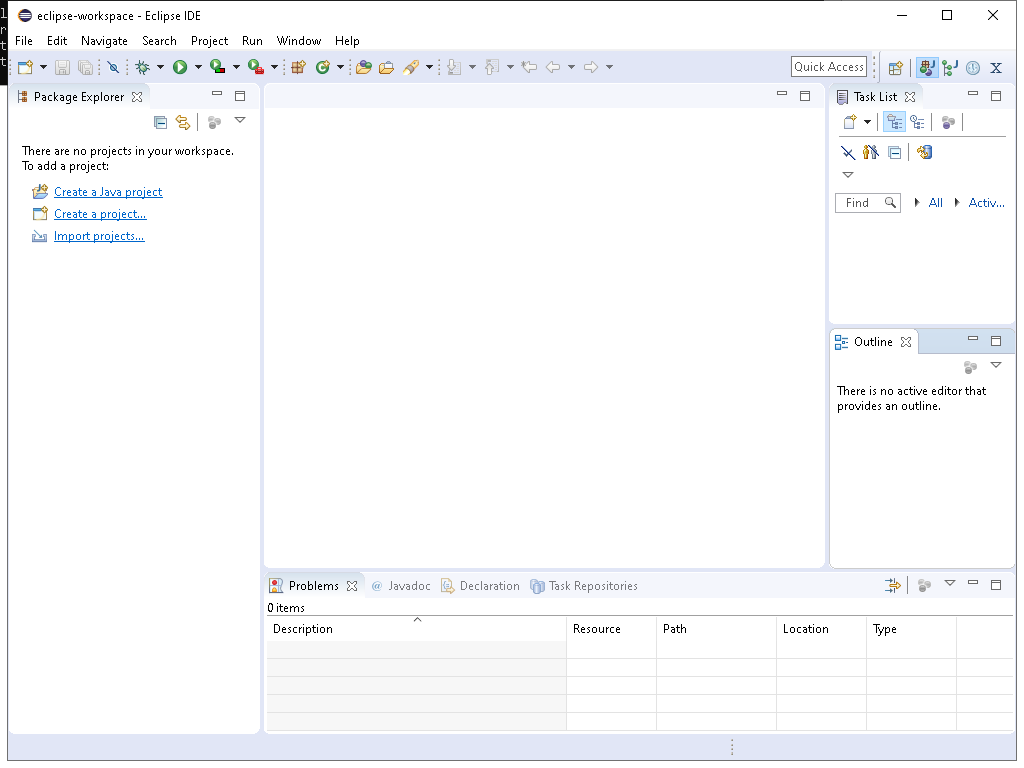 eclipse-workspace - Eclipse IDE
File Edit Navigate Search Project Run Window Help
Quick Access
Package Explorer
There are no projects in your workspace.
To add a project:
Create a Java project
Create a project...
Import projects...
Task List
Find All Activ...
Outline
There is no active editor that
provides an outline.
Problems @ Javadoc Declaration Task Repositories
0 items
Description Resource Path Location Type